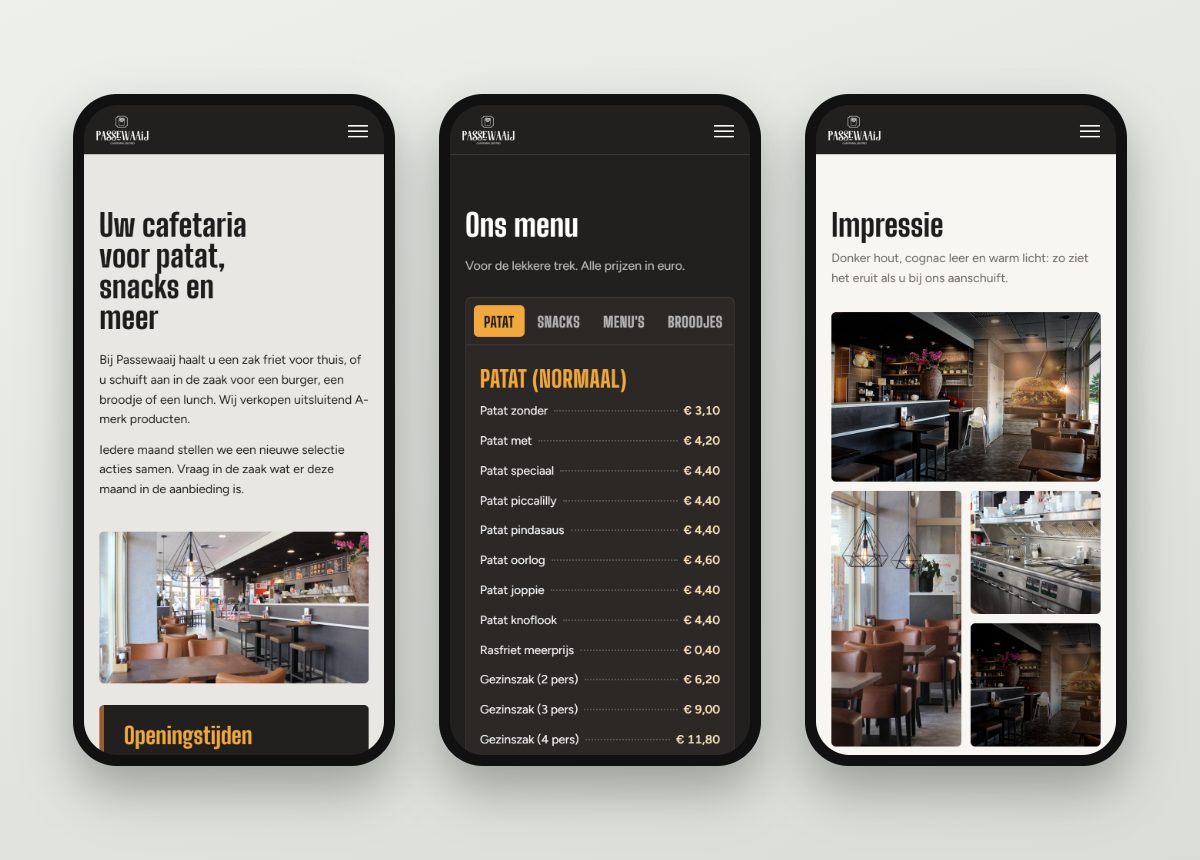 PASSEWAAIJ
Uw cafetaria
voor patat,
snacks en
meer
Bij Passewaaij haalt u een zak friet voor thuis, of
u schuift aan in de zaak voor een burger, een
broodje of een lunch. Wij verkopen uitsluitend A-
merk producten.
Iedere maand stellen we een nieuwe selectie
acties samen. Vraag in de zaak wat er deze
maand in de aanbieding is.
Openingstijden
PASSEWAAIJ
Ons menu
Voor de lekkere trek. Alle prijzen in euro.
PATAT SNACKS MENU'S BROODJES
PATAT (NORMAAL)
Patat zonder € 3,10
Patat met € 4,20
Patat speciaal € 4,40
Patat piccalilly € 4,40
Patat pindasaus € 4,40
Patat oorlog € 4,60
Patat joppie € 4,40
Patat knoflook € 4,40
Rasfriet meerprijs € 0,40
Gezinszak (2 pers) € 6,20
Gezinszak (3 pers) € 9,00
Gezinszak (4 pers) € 11,80
PASSEWAAIJ
Impressie
Donker hout, cognac leer en warm licht: zo ziet
het eruit als u bij ons aanschuift.